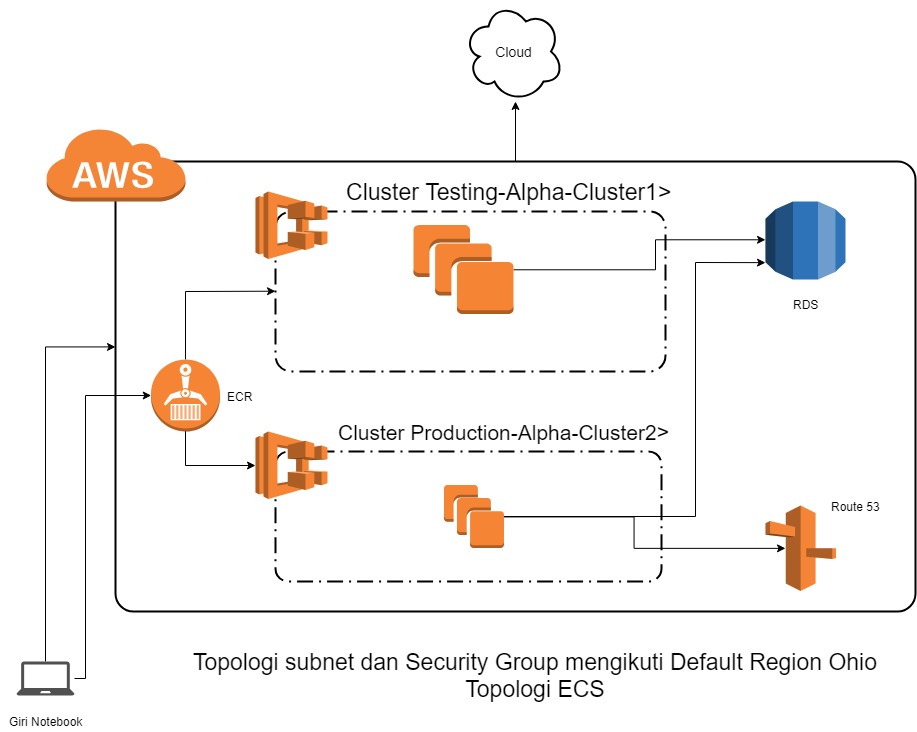 Cloud
AWS
Cluster Testing-Alpha-Cluster1>
RDS
ECR
Cluster Production-Alpha-Cluster2>
Route 53
Topologi subnet dan Security Group mengikuti Default Region Ohio
Topologi ECS
Giri Notebook